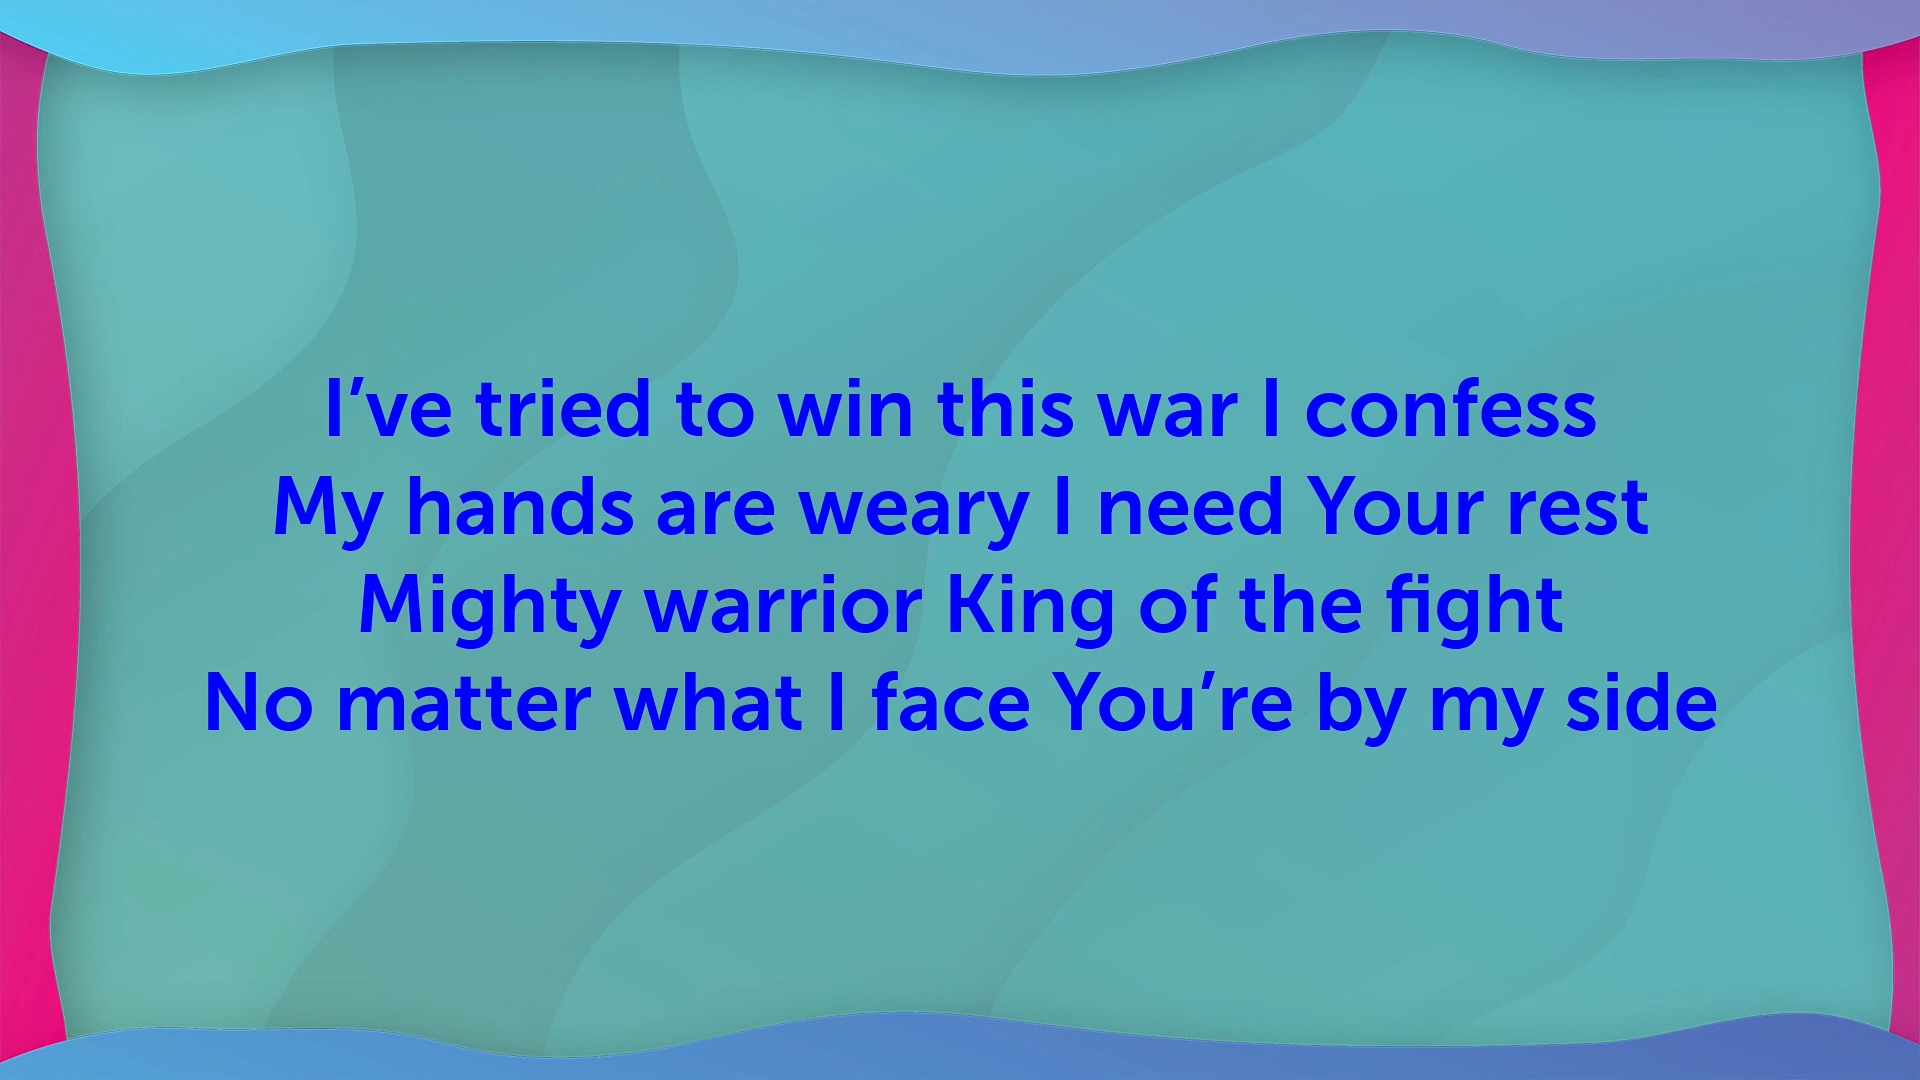 I’ve tried to win this war I confess
My hands are weary I need Your rest
Mighty warrior King of the fight
No matter what I face You’re by my side